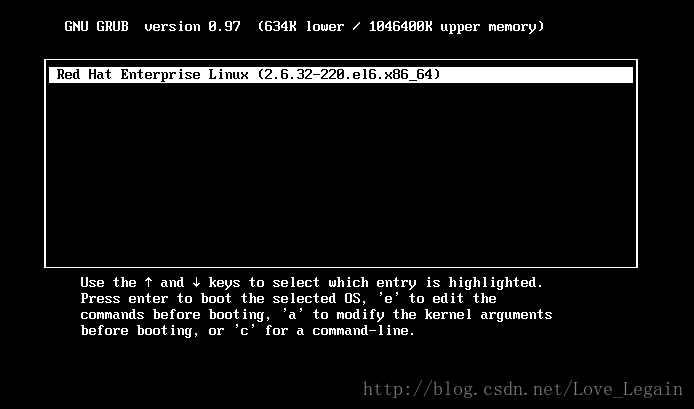 GNU GRUB version 0.97 (634K lower / 1046400K upper memory)
Red Hat Enterprise Linux (2.6.32-220.el6.x86_64)
Use the ↑ and ↓ keys to select which entry is highlighted.
Press enter to boot the selected OS, 'e' to edit the
commands before booting, 'a' to modify the kernel arguments
before booting, or 'c' for a command-line.
http://blog.csdn.net/Love_Legain